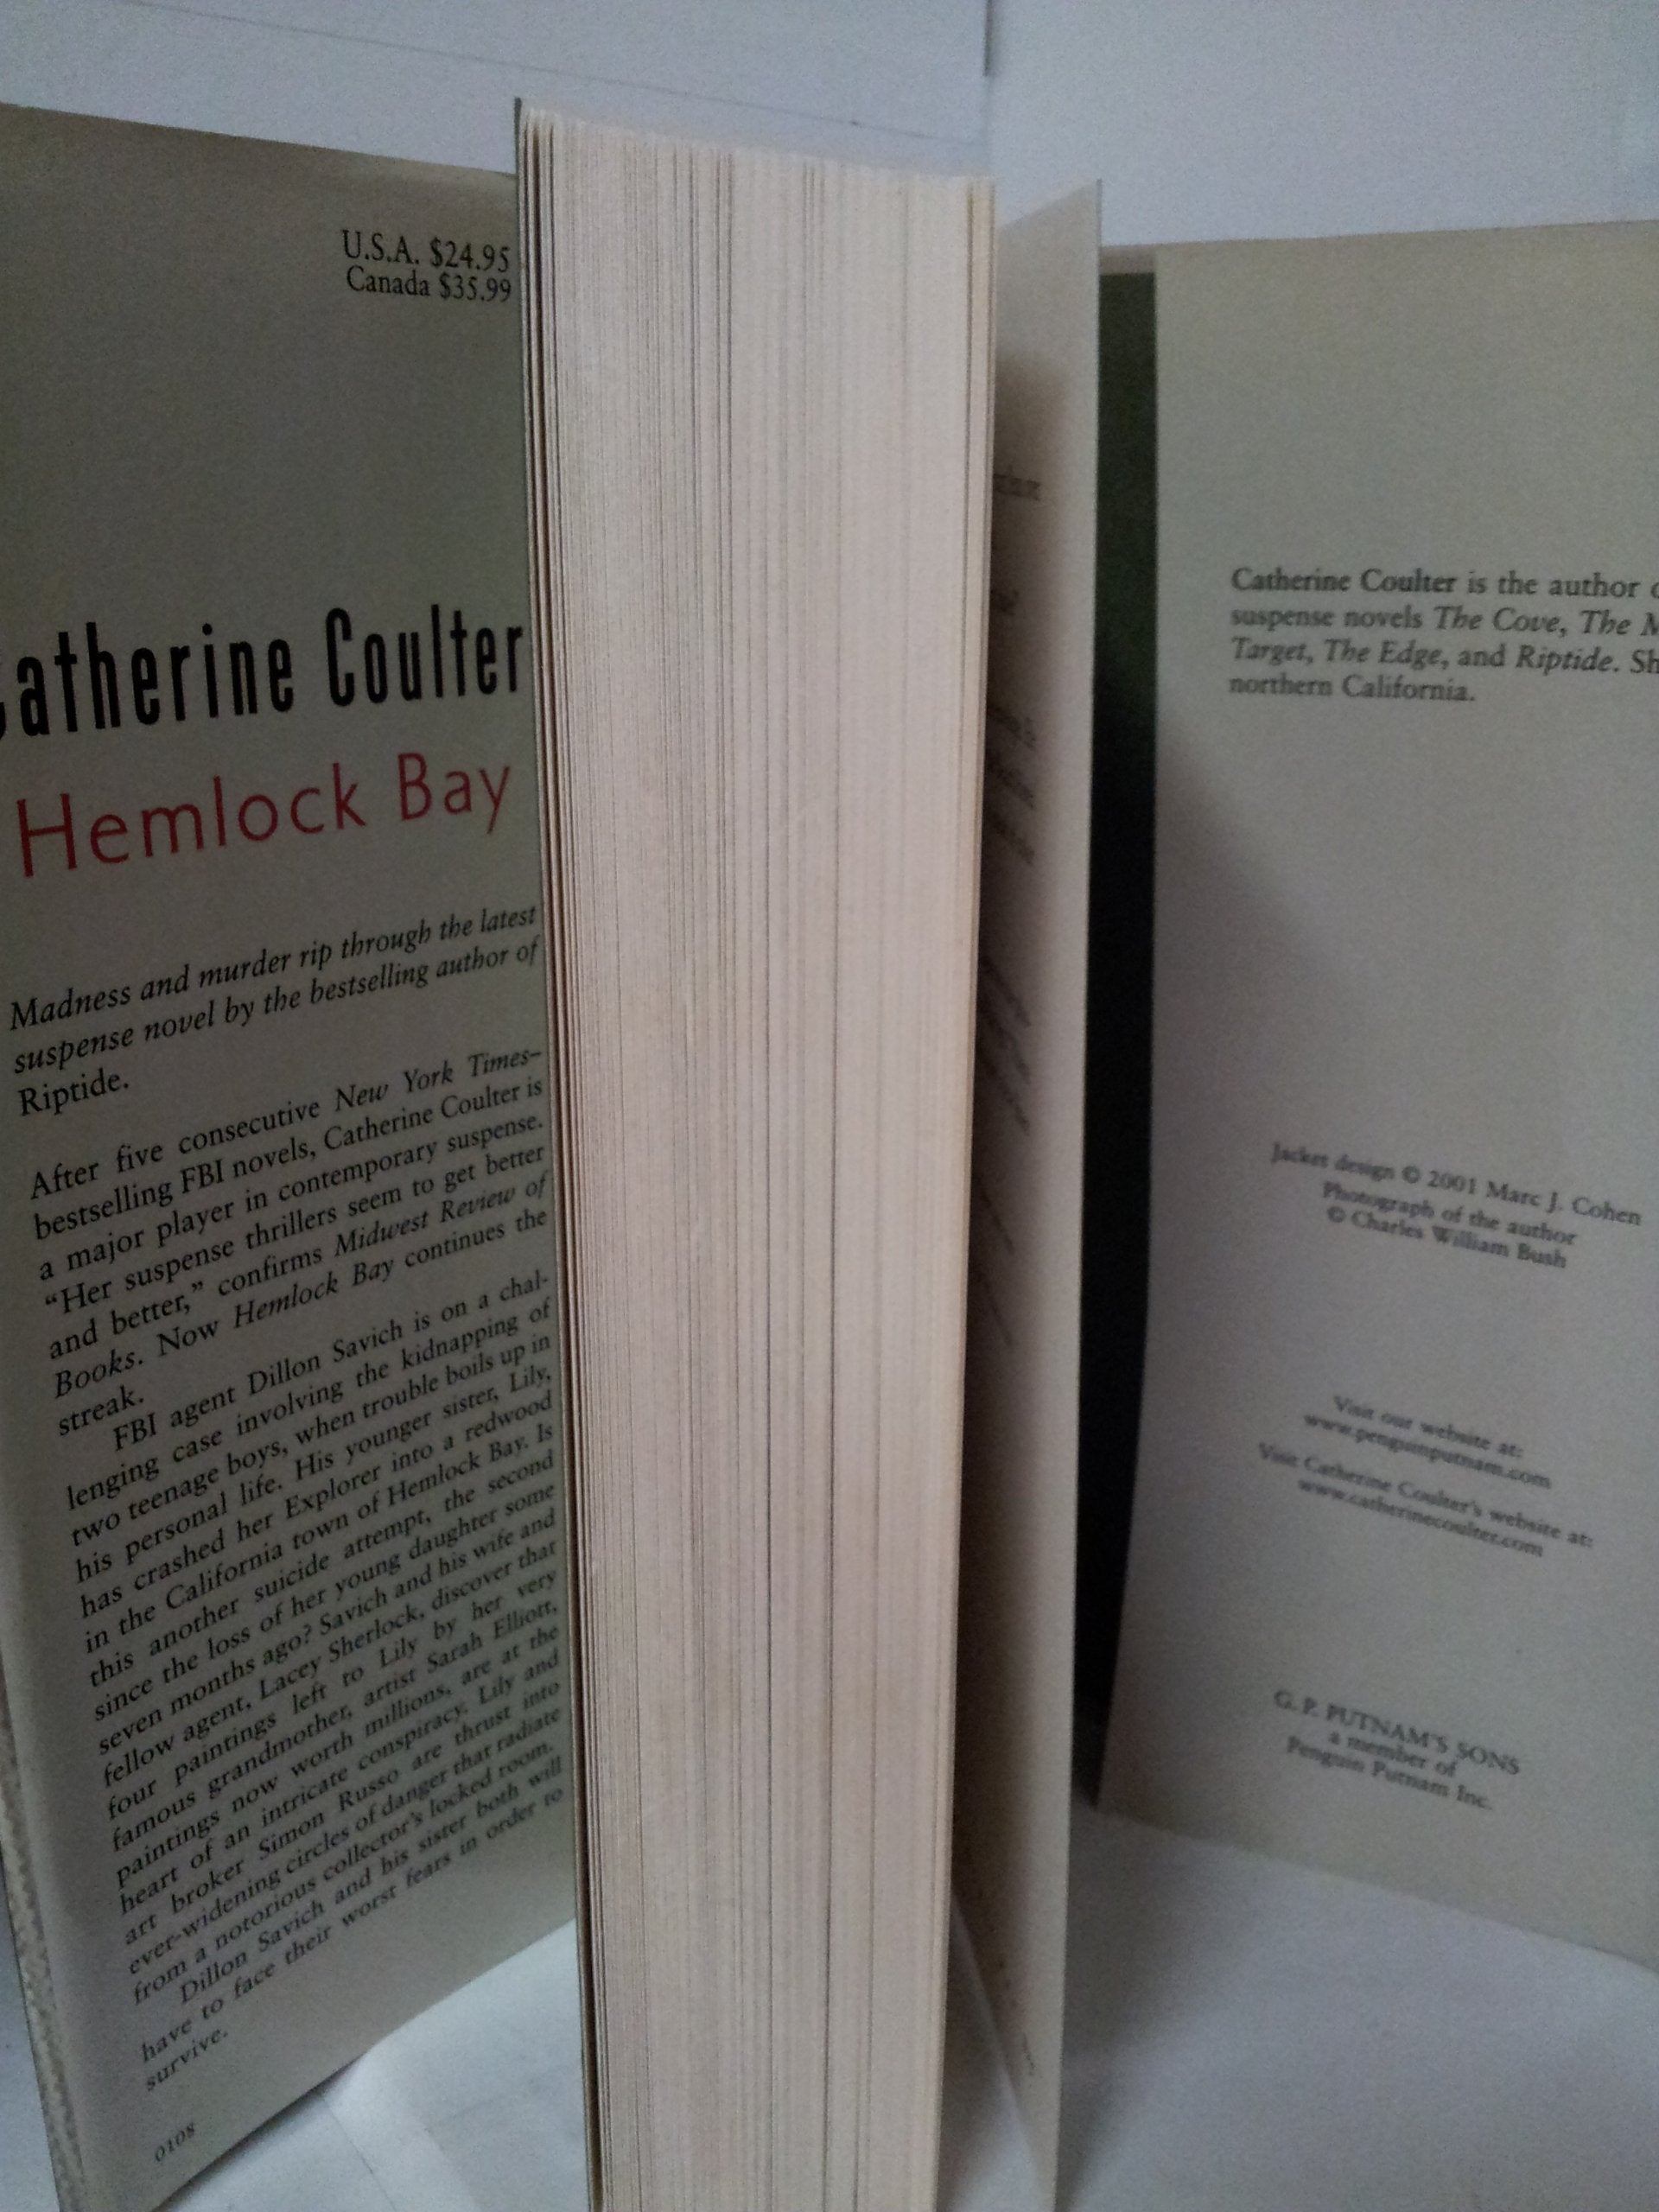 U.S.A. $24.95
Canada $35.99
Catherine Coulter
Hemlock Bay
Madness and murder rip through the latest
suspense novel by the bestselling author of
Riptide.
After five consecutive New York Times–
bestselling FBI novels, Catherine Coulter is
a major player in contemporary suspense.
“Her suspense thrillers seem to get better
and better,” confirms Midwest Review of
Books. Now Hemlock Bay continues the
streak.
FBI agent Dillon Savich is on a chal-
lenging case involving the kidnapping of
two teenage boys, when trouble boils up in
his personal life. His younger sister, Lily,
has crashed her Explorer into a redwood
in the California town of Hemlock Bay. Is
this another suicide attempt, the second
since the loss of her young daughter some
seven months ago? Savich and his wife and
fellow agent, Lacey Sherlock, discover that
four paintings left to Lily by her very
famous grandmother, artist Sarah Elliott,
paintings now worth millions, are at the
heart of an intricate conspiracy. Lily and
art broker Simon Russo are thrust into
ever-widening circles of danger that radiate
from a notorious collector's locked room.
Dillon Savich and his sister both will
have to face their worst fears in order to
survive.
0108
Catherine Coulter is the author
suspense novels The Cove, The M
Target, The Edge, and Riptide. Sh
northern California.
Jacket design © 2001 Marc J. Cohen
Photograph of the author
© Charles William Bush
Visit our website at:
www.penguinputnam.com
Visit Catherine Coulter's website at:
www.catherinecoulter.com
G. P. PUTNAM'S SONS
a member of
Penguin Putnam Inc.